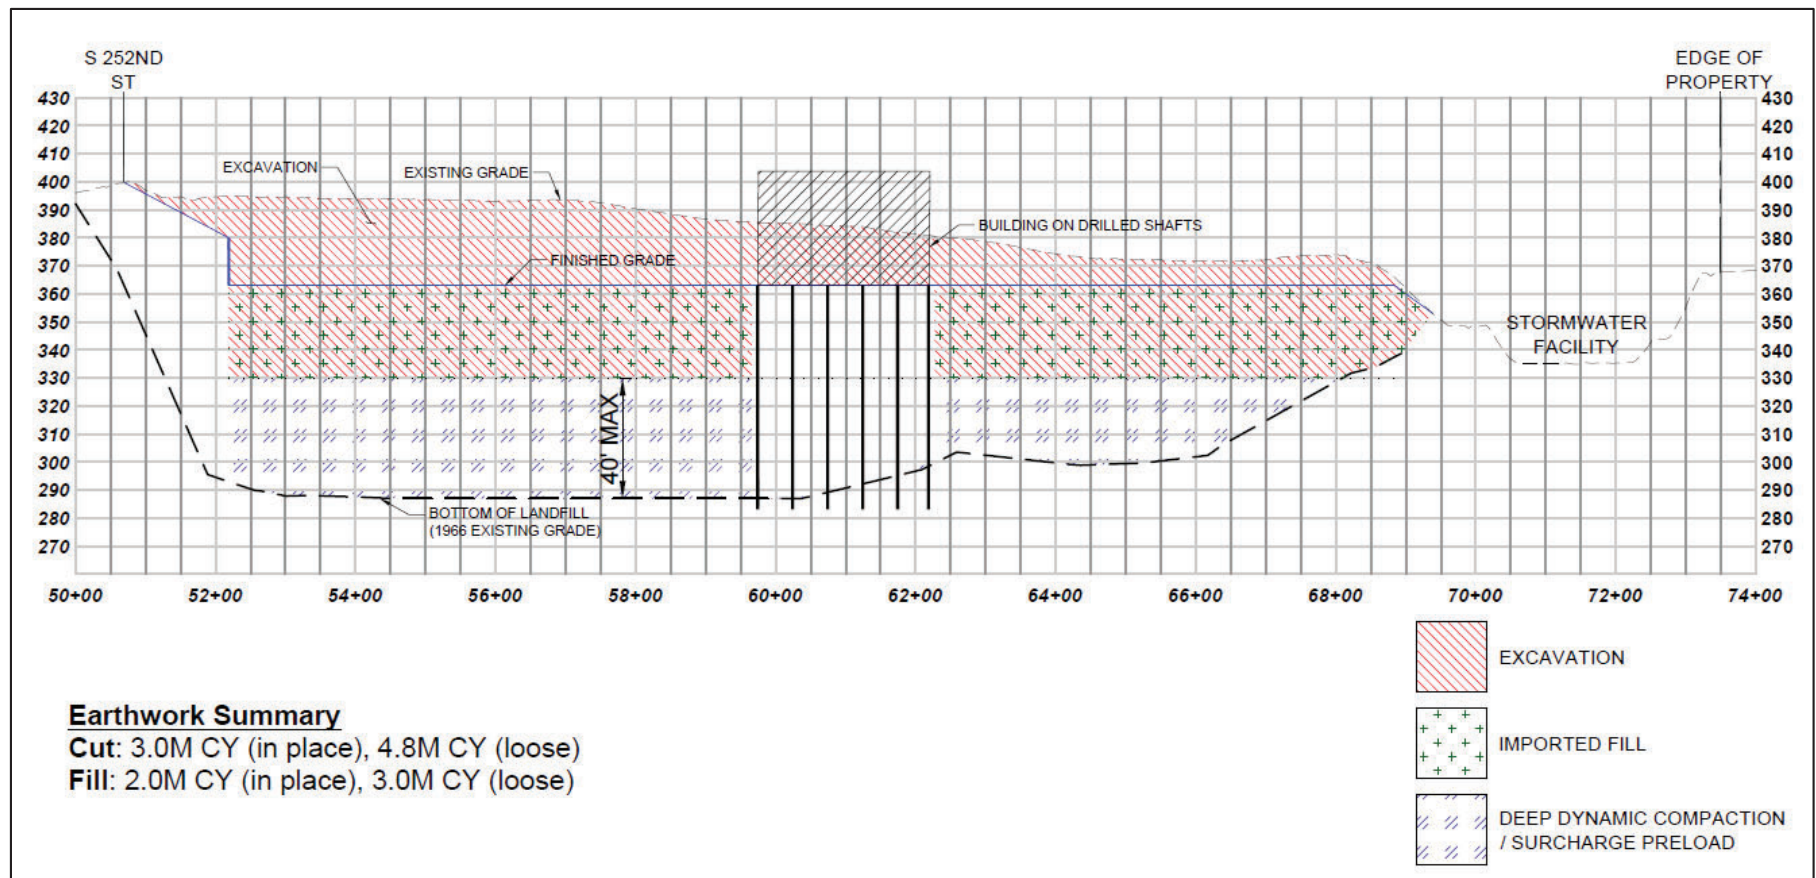 S 252ND
ST
EDGE OF
PROPERTY
430
420
410
400
390
380
370
360
350
340
330
320
310
300
290
280
270
430
420
410
400
390
380
370
360
350
340
330
320
310
300
290
280
270
EXCAVATION
EXISTING GRADE
BUILDING ON DRILLED SHAFTS
FINISHED GRADE
STORMWATER
FACILITY
40' MAX
BOTTOM OF LANDFILL
(1966 EXISTING GRADE)
50+00 52+00 54+00 56+00 58+00 60+00 62+00 64+00 66+00 68+00 70+00 72+00 74+00
EXCAVATION
IMPORTED FILL
DEEP DYNAMIC COMPACTION
/ SURCHARGE PRELOAD
Earthwork Summary
Cut: 3.0M CY (in place), 4.8M CY (loose)
Fill: 2.0M CY (in place), 3.0M CY (loose)